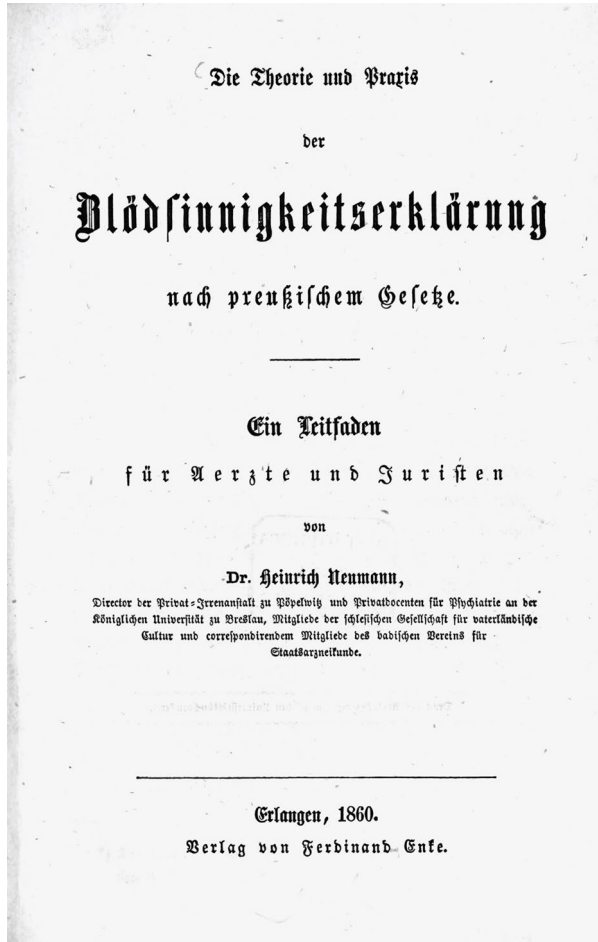 Die Theorie und Praxis
der
Blödsinnigkeitserklärung
nach preußischem Gesetze.
Ein Leitfaden
für Aerzte und Juristen
von
Dr. Heinrich Neumann,
Director der Privat-Irrenanstalt zu Pöpelwitz und Privatdocenten für Psychiatrie an der
Königlichen Universität zu Breslau, Mitgliede der schlesischen Gesellschaft für vaterländische
Cultur und correspondirendem Mitgliede des badischen Vereins für
Staatsarzneikunde.
Erlangen, 1860.
Verlag von Ferdinand Enke.